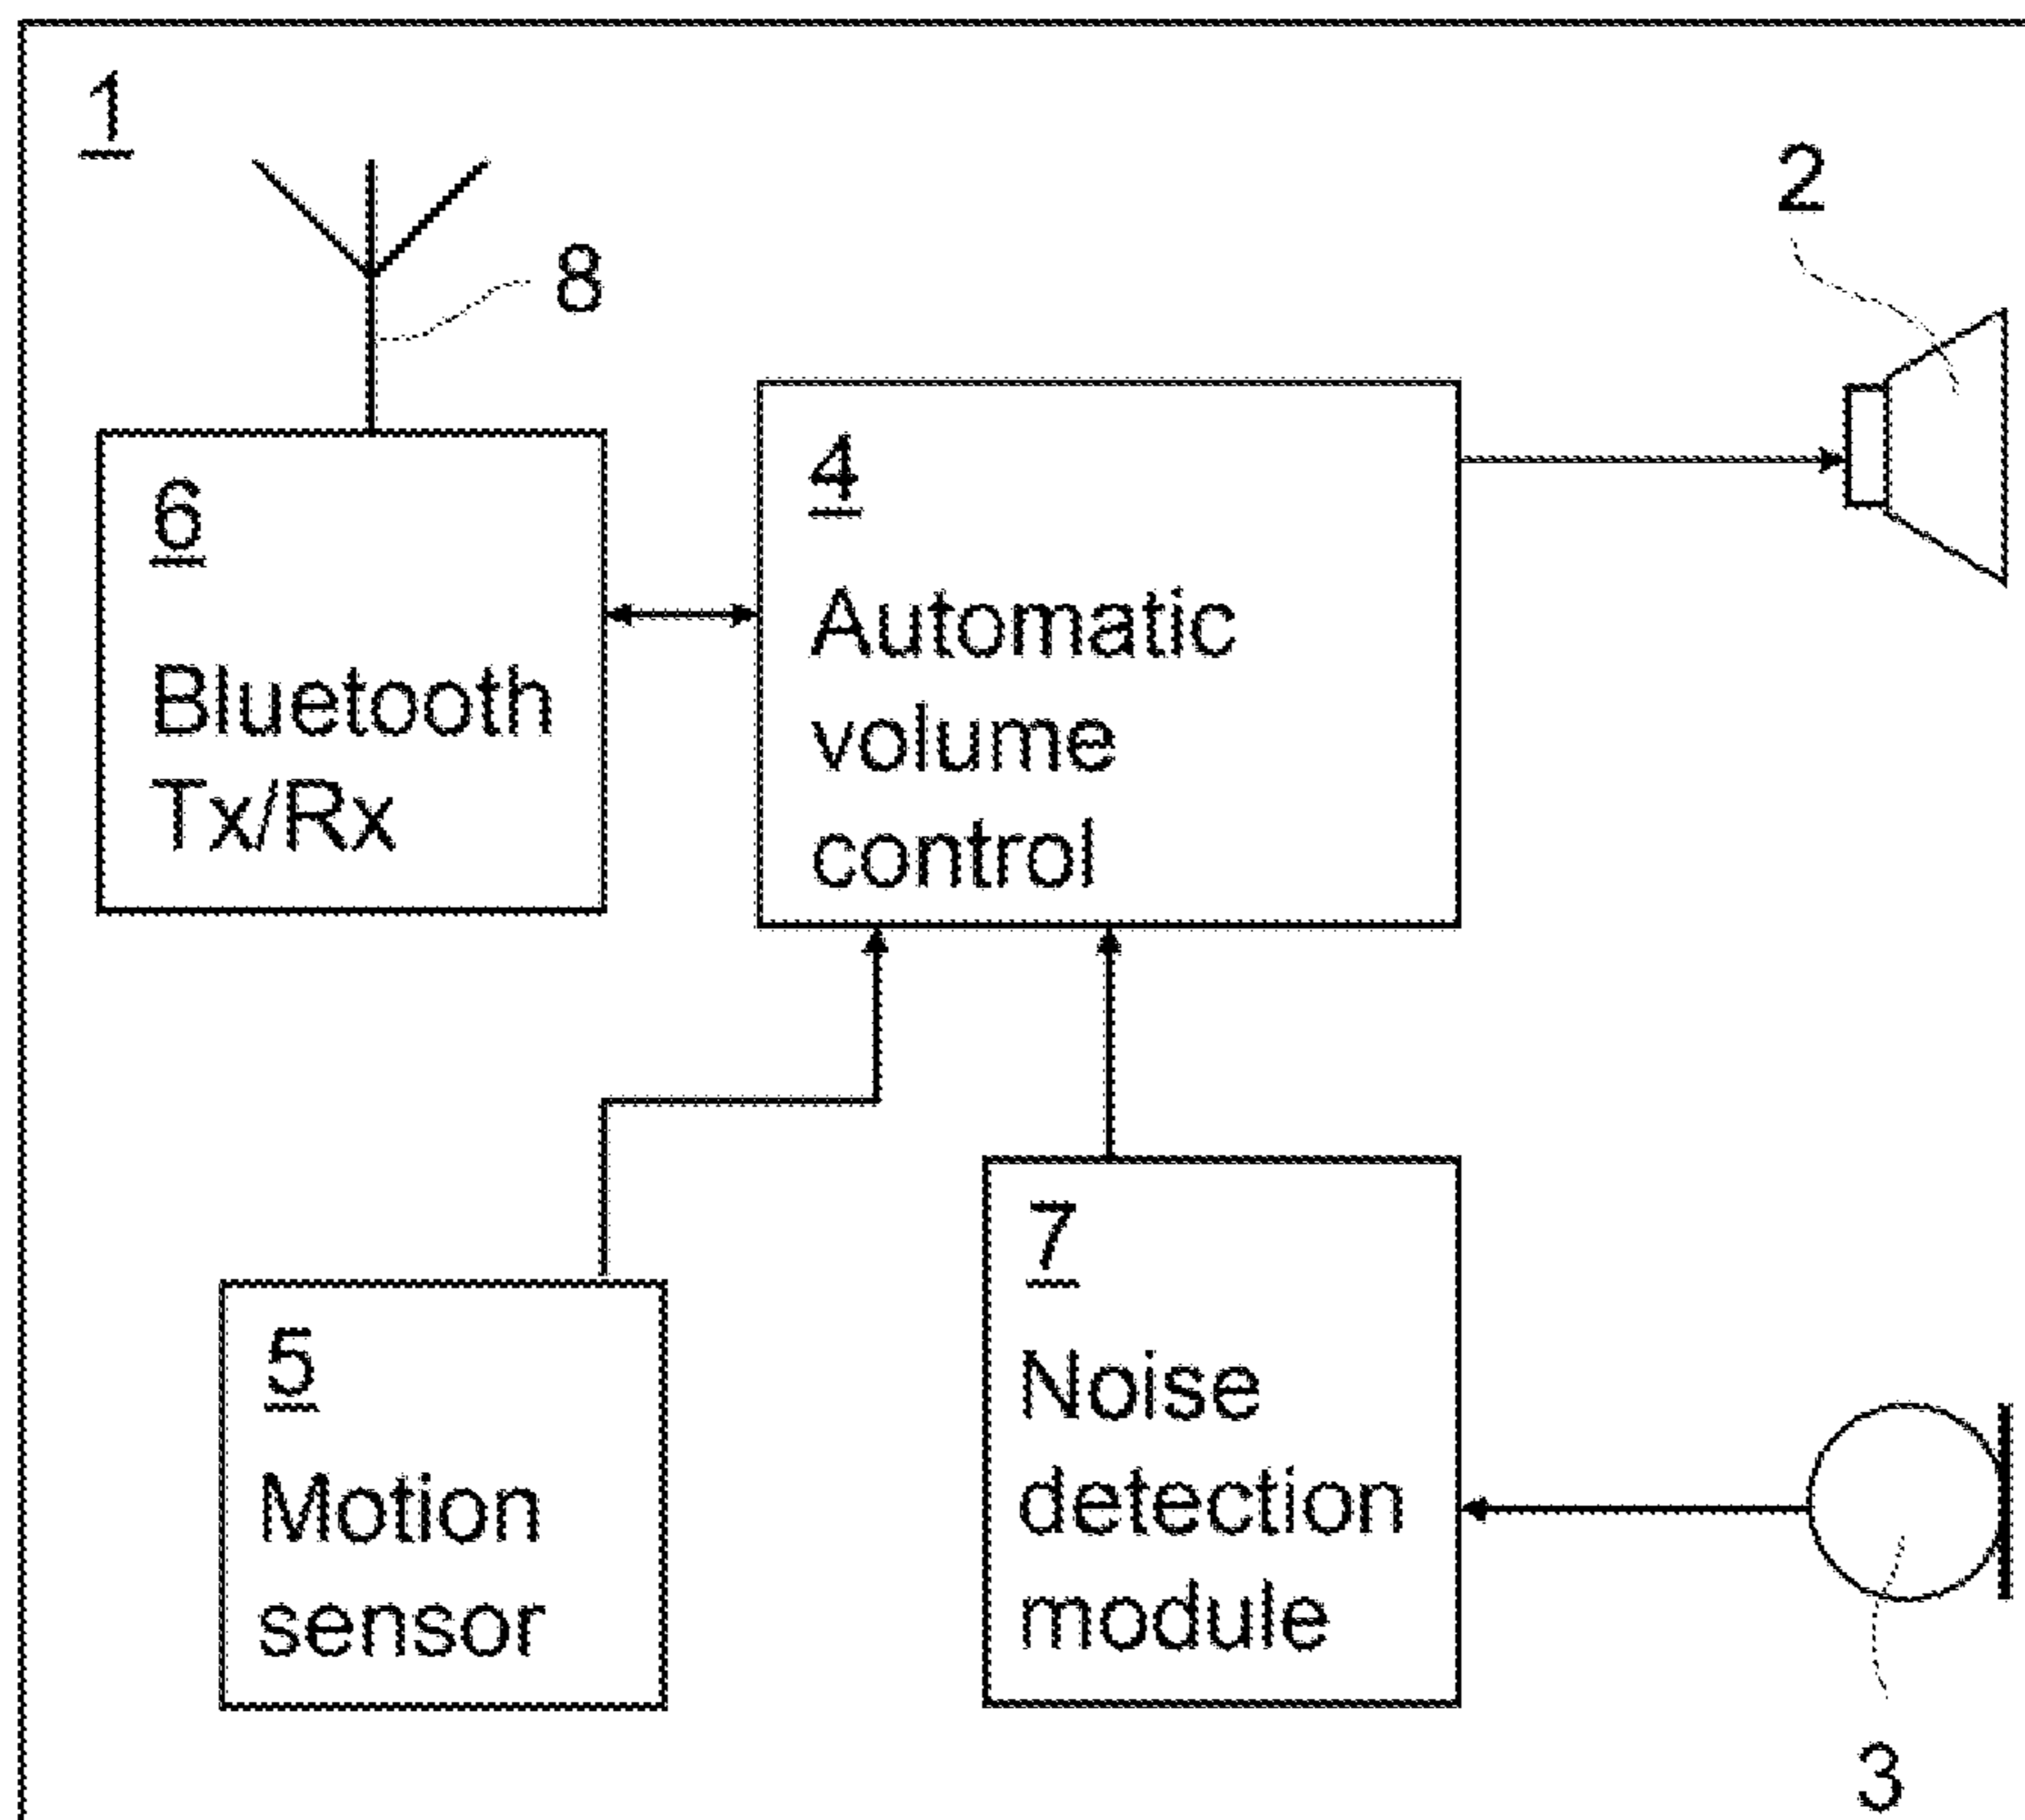 1
2
8
6
Bluetooth
Tx/Rx
4
Automatic
volume
control
5
Motion
sensor
7
Noise
detection
module
3